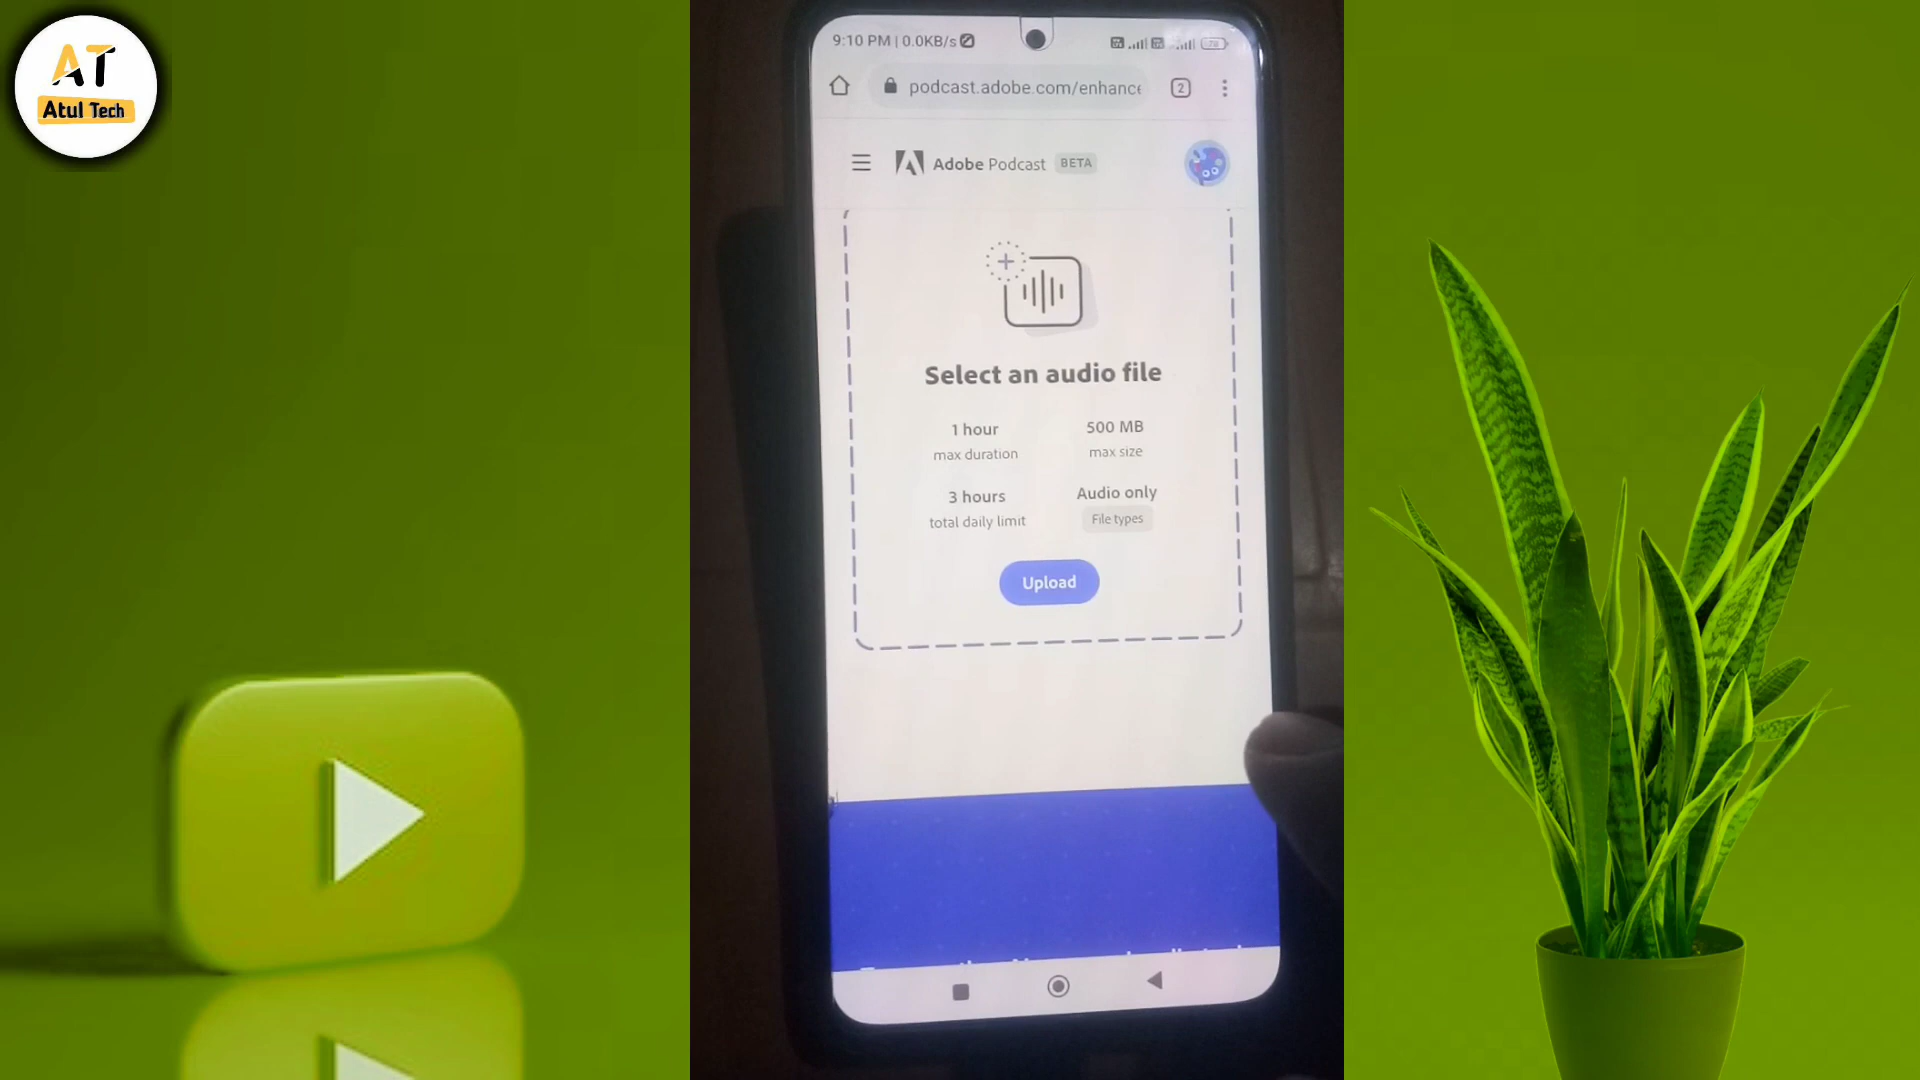 AT
Atul Tech
9:10 PM | 0.0KB/s
2
podcast.adobe.com/enhance
Adobe Podcast BETA
Select an audio file
1 hour
max duration
500 MB
max size
3 hours
total daily limit
Audio only
File types
Upload